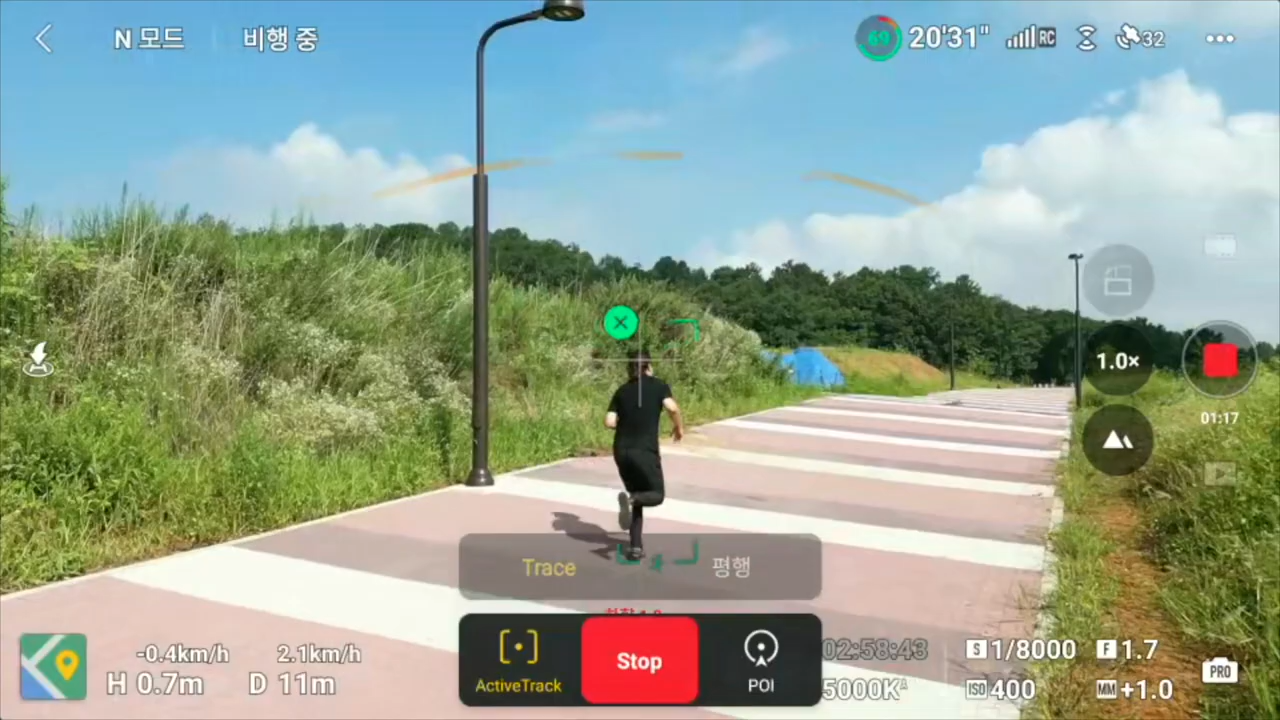 N 모드
비행 중
69
20'31"
RC
32
1.0×
01:17
Trace
평행
-0.4km/h
2.1km/h
H 0.7m
D 11m
ActiveTrack
Stop
POI
02:58:43
5000K
S 1/8000
F 1.7
ISO 400
MM +1.0
PRO